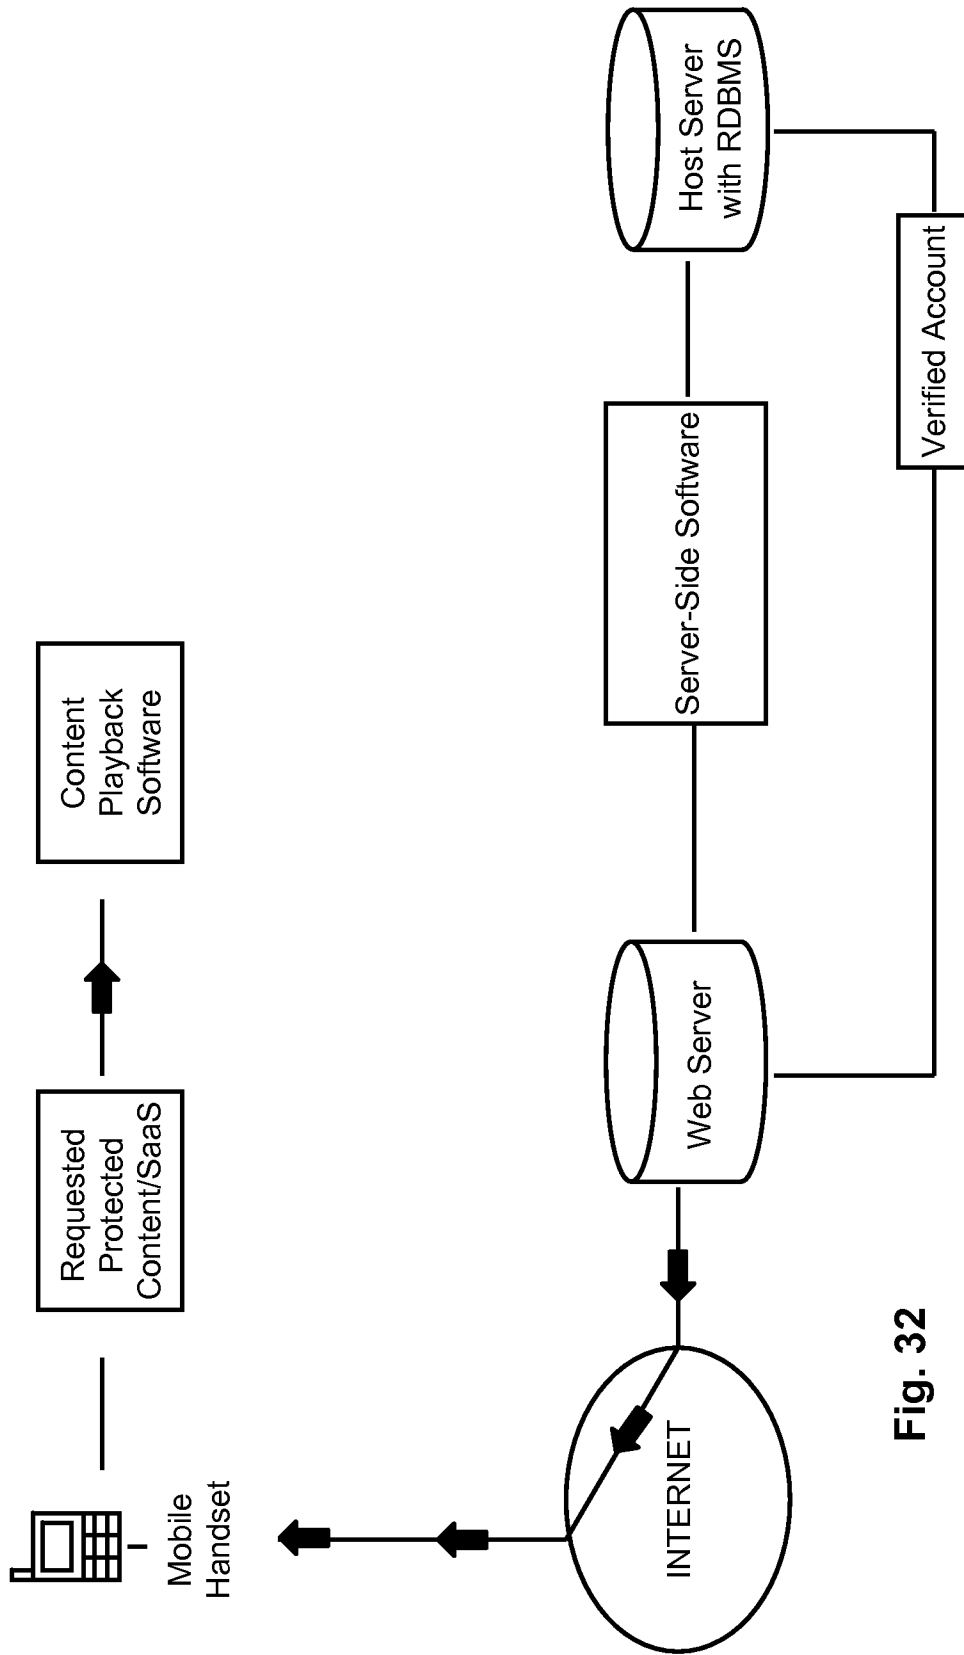 Mobile
Handset
Requested
Protected
Content/SaaS
Content
Playback
Software
INTERNET
Web Server
Server-Side Software
Host Server
with RDBMS
Verified Account
Fig. 32